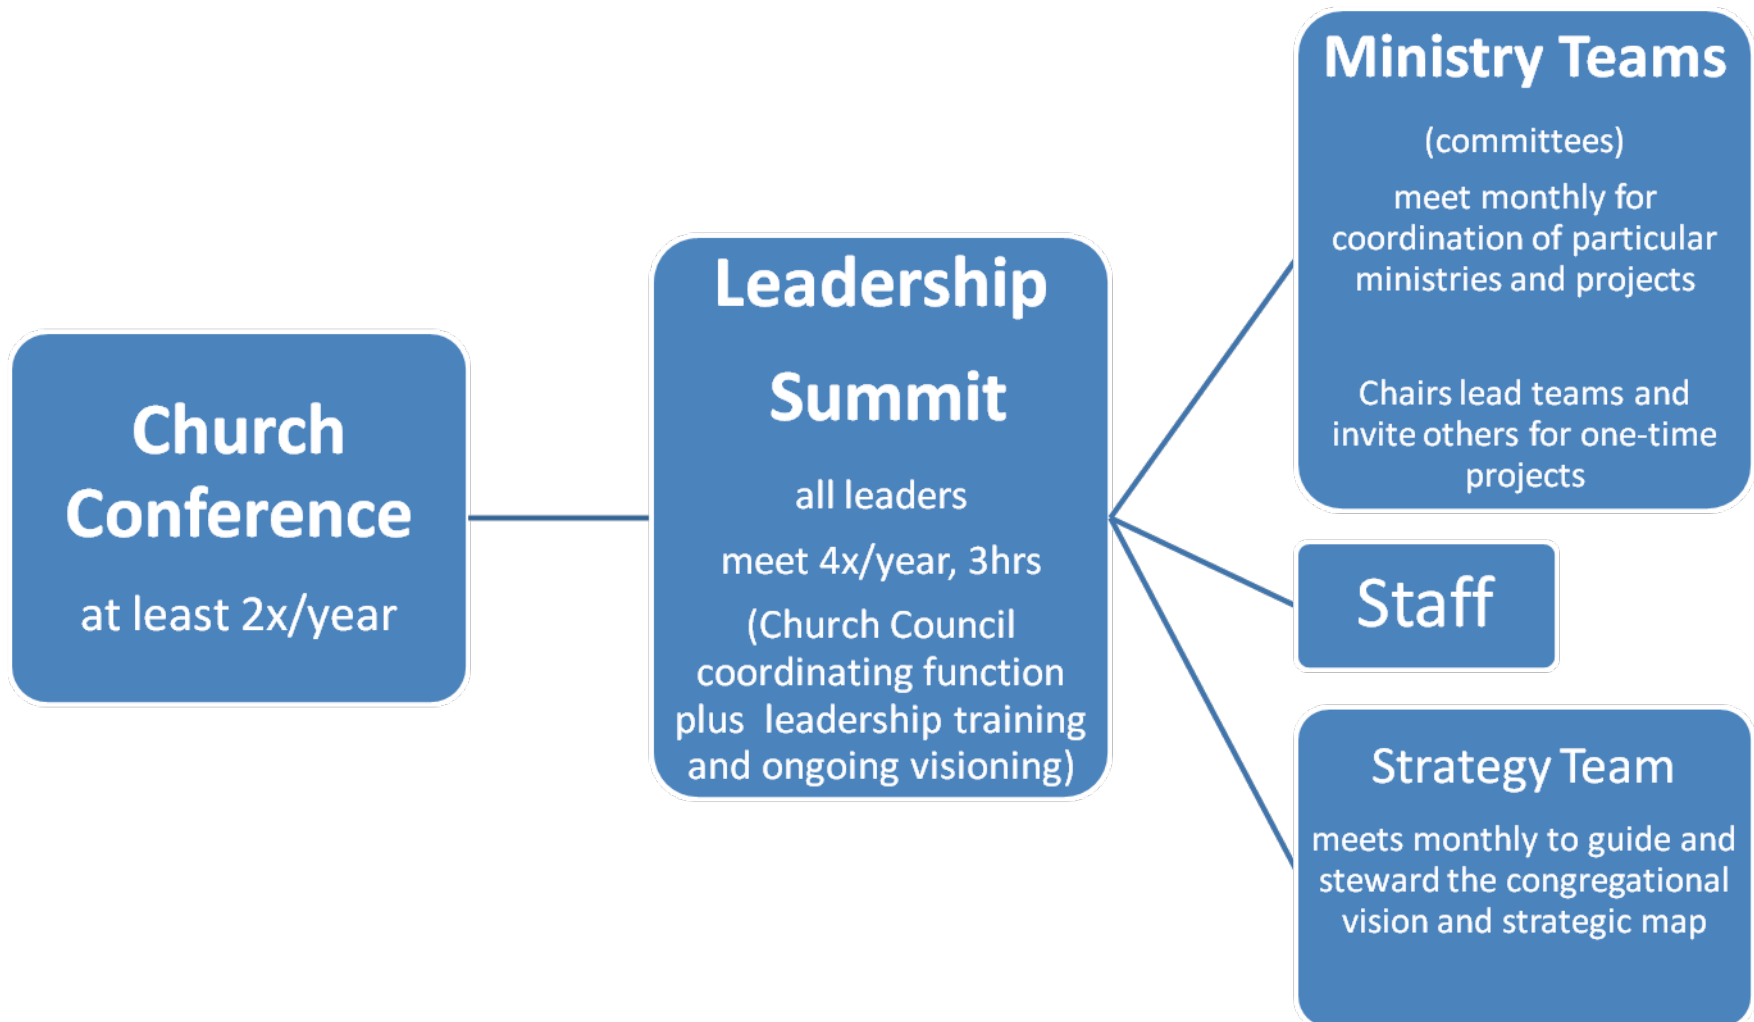 Church
Conference
at least 2x/year
Leadership
Summit
all leaders
meet 4x/year, 3hrs
(Church Council
coordinating function
plus leadership training
and ongoing visioning)
Ministry Teams
(committees)
meet monthly for
coordination of particular
ministries and projects
Chairs lead teams and
invite others for one-time
projects
Staff
Strategy Team
meets monthly to guide and
steward the congregational
vision and strategic map